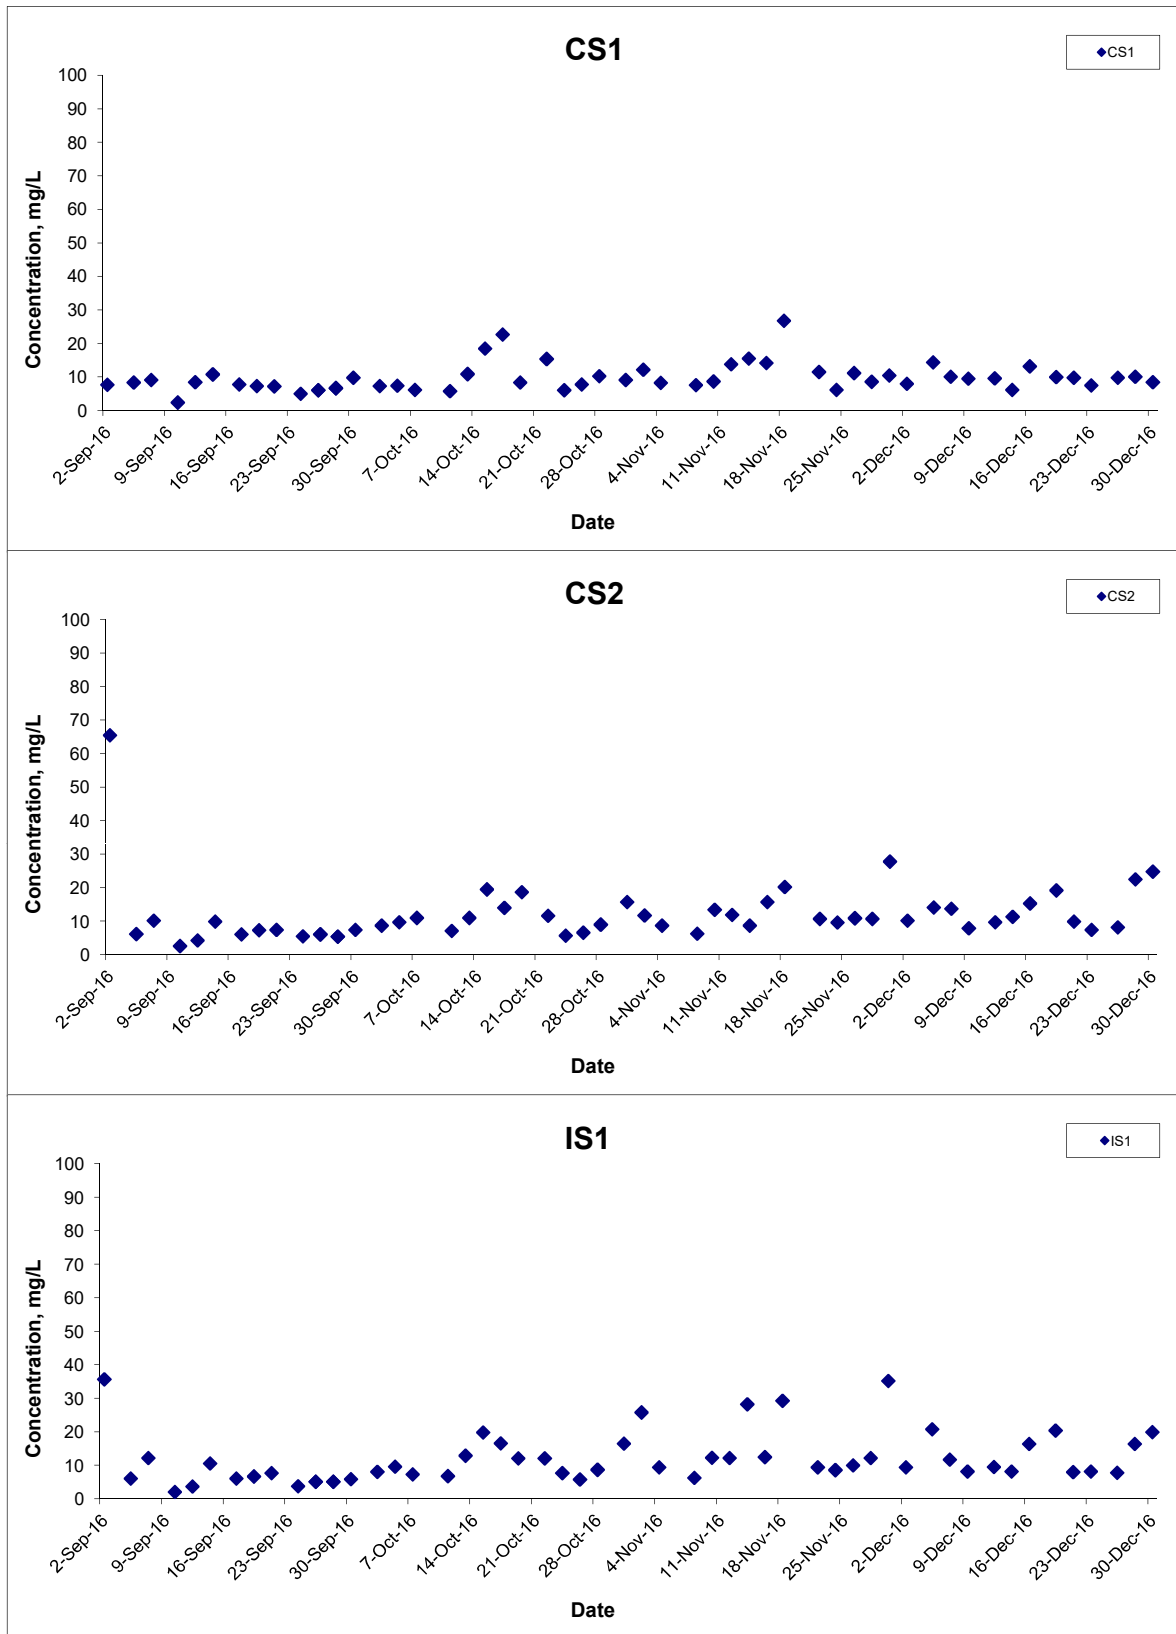 CS1
CS1
100
90
80
70
60
50
40
30
20
10
0
Concentration, mg/L
2-Sep-16
9-Sep-16
16-Sep-16
23-Sep-16
30-Sep-16
7-Oct-16
14-Oct-16
21-Oct-16
28-Oct-16
4-Nov-16
11-Nov-16
18-Nov-16
25-Nov-16
2-Dec-16
9-Dec-16
16-Dec-16
23-Dec-16
30-Dec-16
Date
CS2
CS2
100
90
80
70
60
50
40
30
20
10
0
Concentration, mg/L
2-Sep-16
9-Sep-16
16-Sep-16
23-Sep-16
30-Sep-16
7-Oct-16
14-Oct-16
21-Oct-16
28-Oct-16
4-Nov-16
11-Nov-16
18-Nov-16
25-Nov-16
2-Dec-16
9-Dec-16
16-Dec-16
23-Dec-16
30-Dec-16
Date
IS1
IS1
100
90
80
70
60
50
40
30
20
10
0
Concentration, mg/L
2-Sep-16
9-Sep-16
16-Sep-16
23-Sep-16
30-Sep-16
7-Oct-16
14-Oct-16
21-Oct-16
28-Oct-16
4-Nov-16
11-Nov-16
18-Nov-16
25-Nov-16
2-Dec-16
9-Dec-16
16-Dec-16
23-Dec-16
30-Dec-16
Date